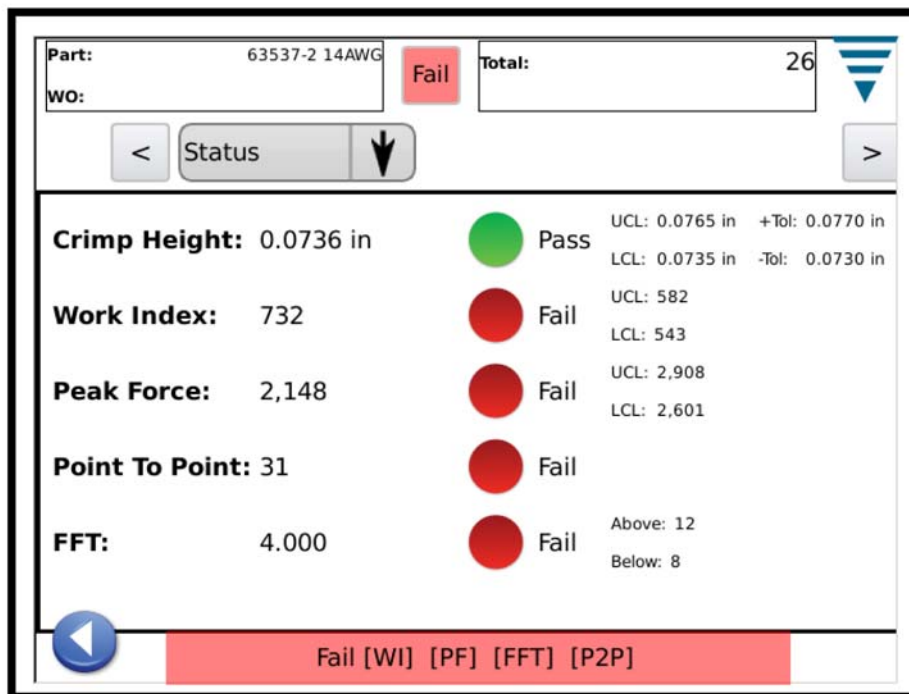 Part: 63537-2 14AWG
WO:
Fail
Total: 26
< Status >
Crimp Height: 0.0736 in Pass UCL: 0.0765 in +Tol: 0.0770 in
LCL: 0.0735 in -Tol: 0.0730 in
Work Index: 732 Fail UCL: 582
LCL: 543
Peak Force: 2,148 Fail UCL: 2,908
LCL: 2,601
Point To Point: 31 Fail
FFT: 4.000 Fail Above: 12
Below: 8
Fail [WI] [PF] [FFT] [P2P]